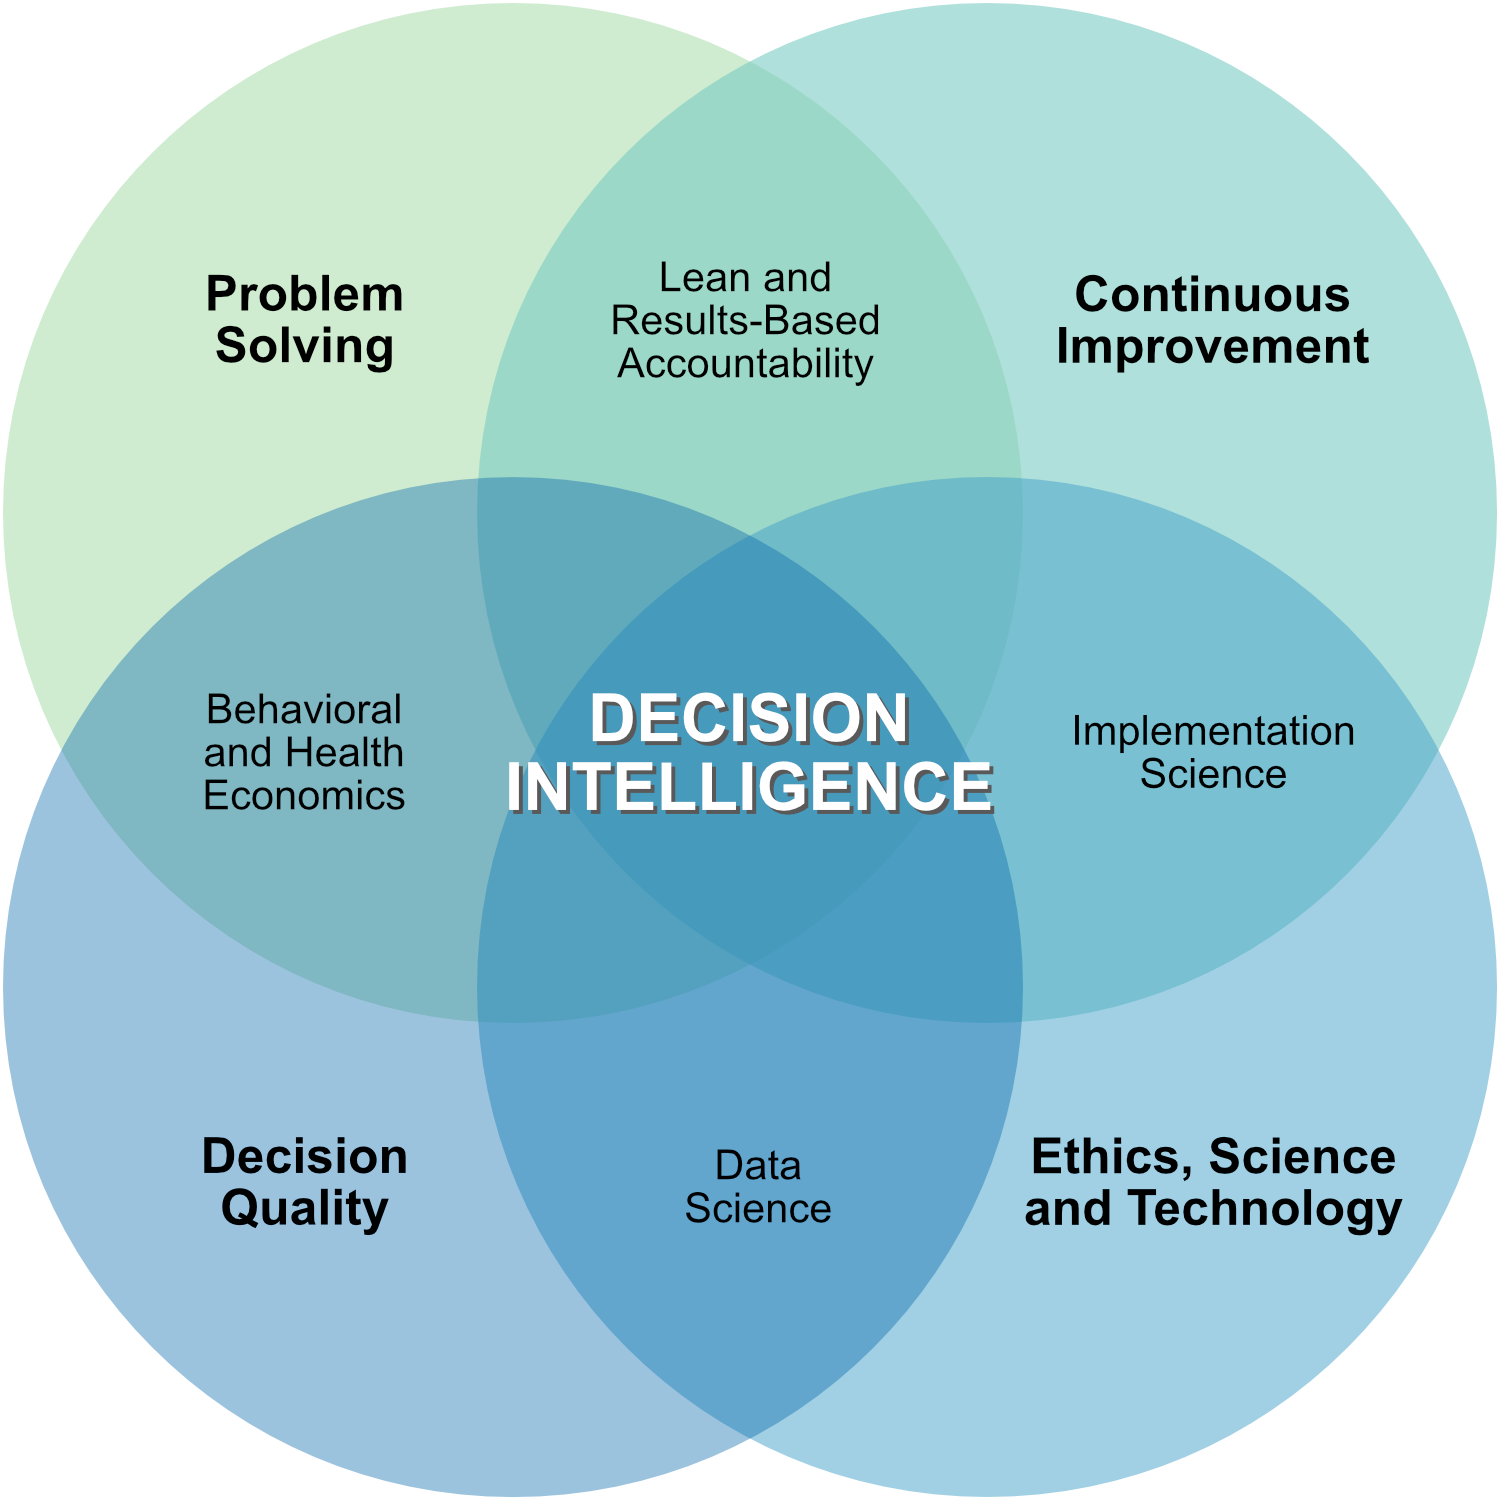 Problem
Solving
Lean and
Results-Based
Accountability
Continuous
Improvement
Behavioral
and Health
Economics
DECISION
INTELLIGENCE
Implementation
Science
Decision
Quality
Data
Science
Ethics, Science
and Technology